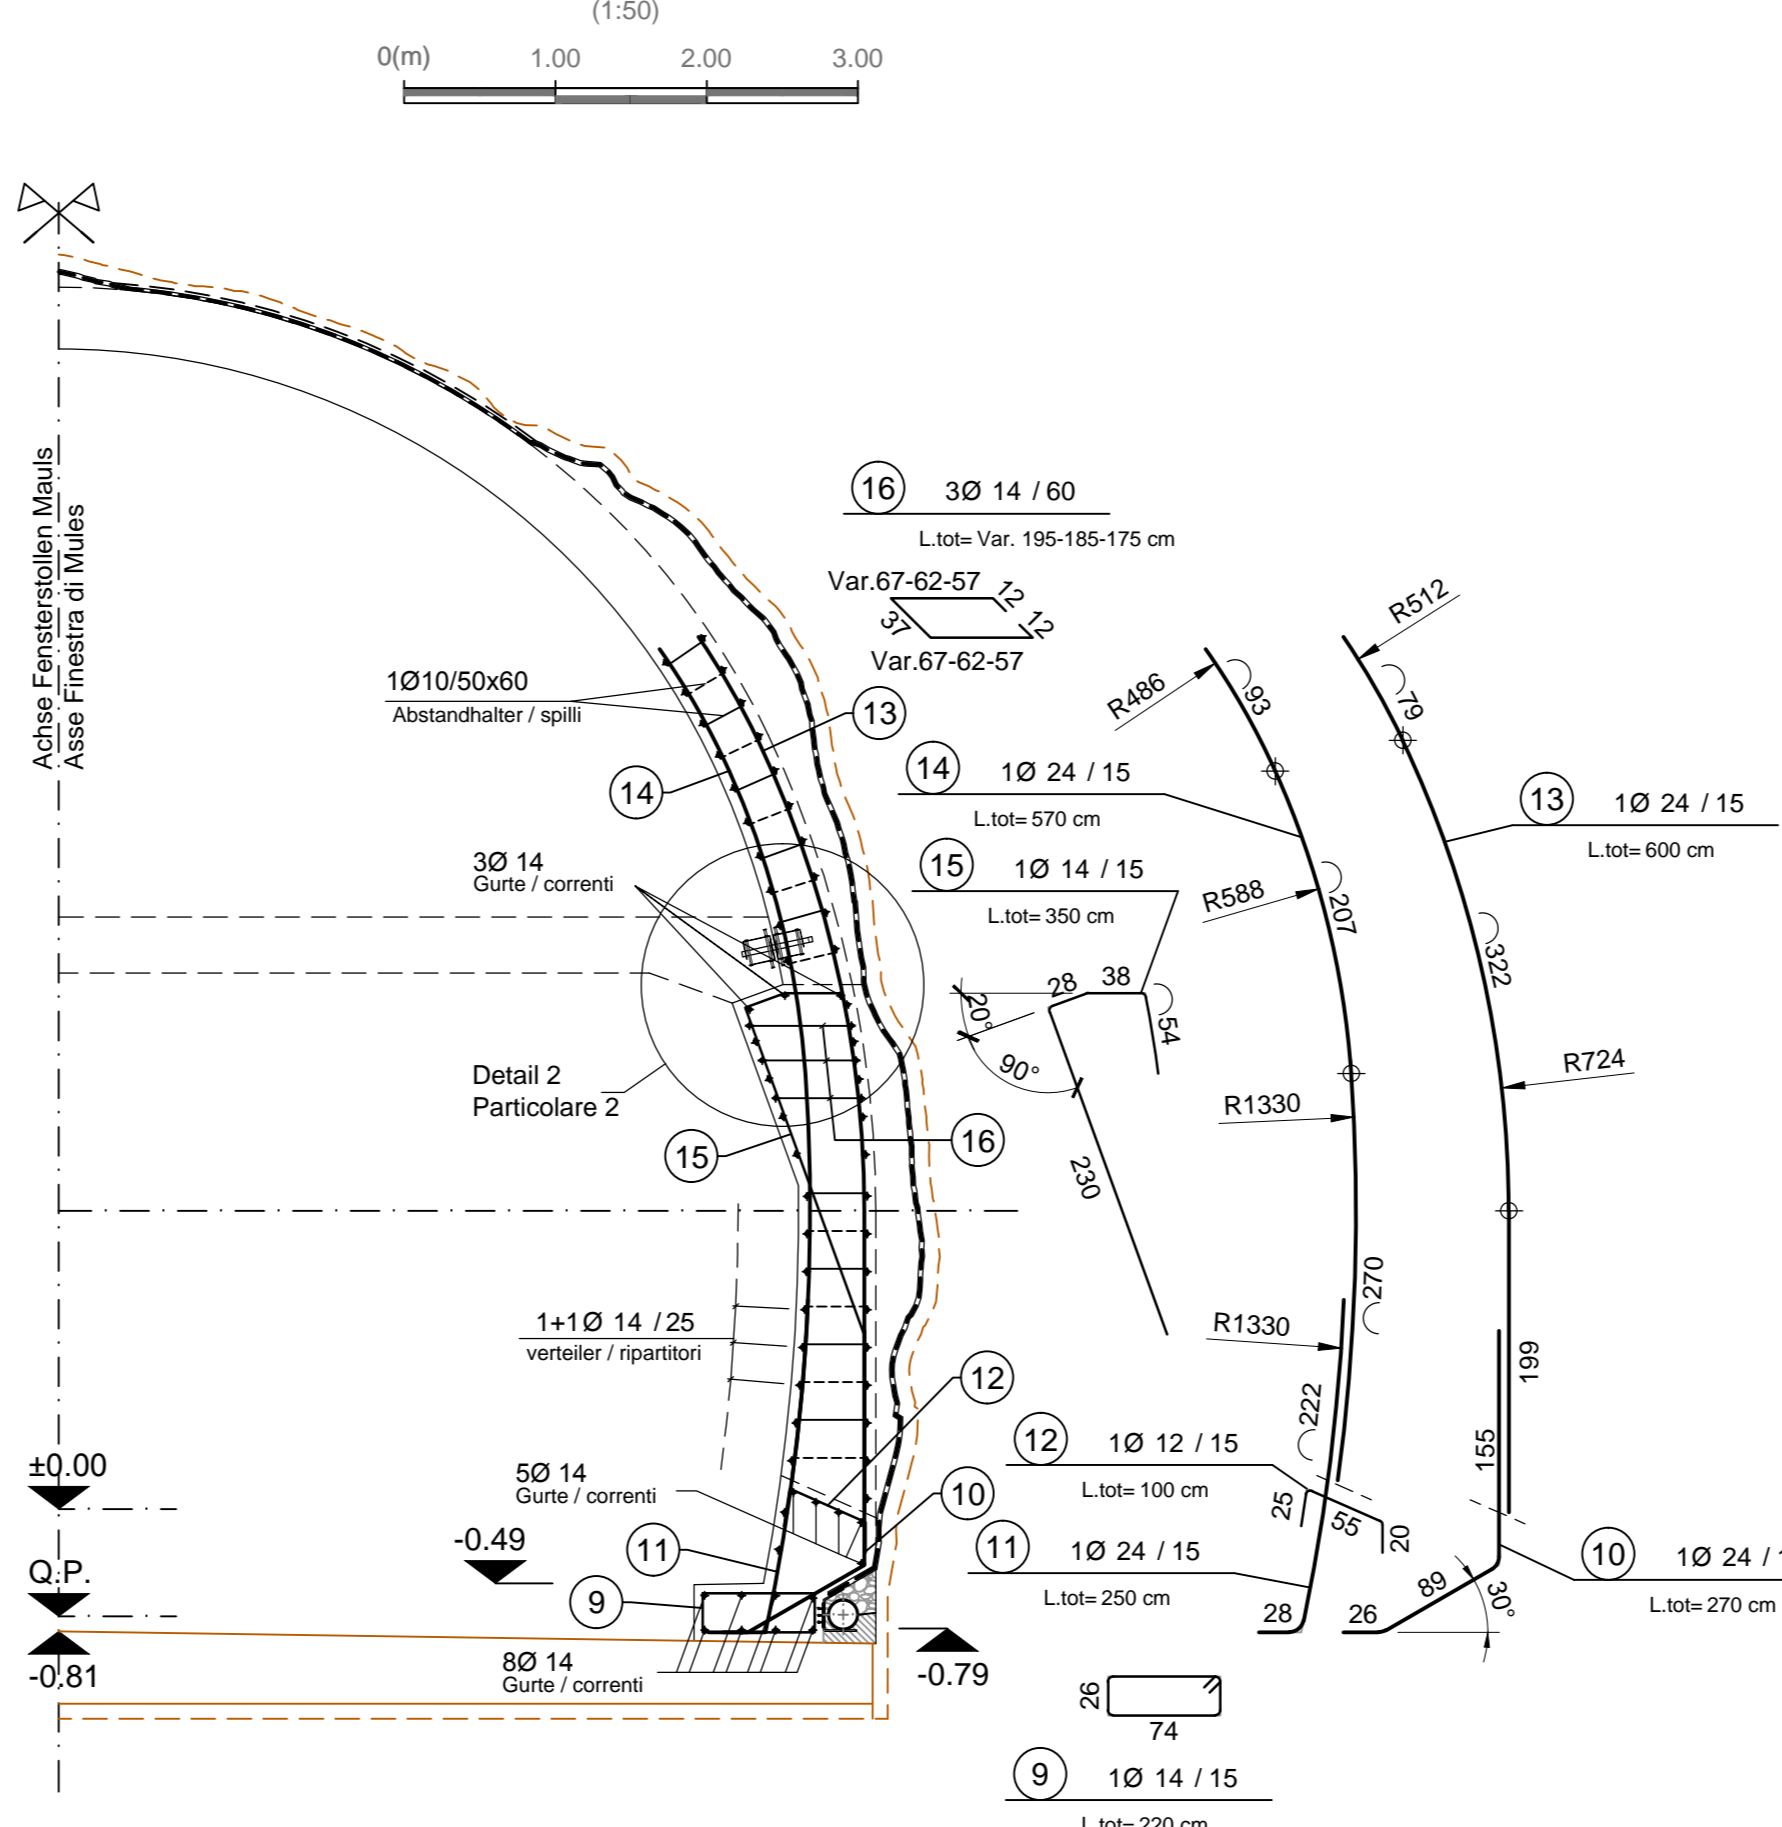 (1:50)
0(m) 1.00 2.00 3.00
Achse Fensterstollen Mauls
Asse Finestra di Mules
16 3Ø 14 / 60
L.tot= Var. 195-185-175 cm
Var.67-62-57
12
37
12
Var.67-62-57
1Ø10/50x60
Abstandhalter / spilli
13
14
R512
R486
93
79
14 1Ø 24 / 15
L.tot= 570 cm
13 1Ø 24 / 15
L.tot= 600 cm
3Ø 14
Gurte / correnti
15 1Ø 14 / 15
L.tot= 350 cm
R588
207
322
28 38
20°
54
90°
R724
Detail 2
Particolare 2
R1330
15
16
230
270
1+1Ø 14 / 25
verteiler / ripartitori
R1330
199
12
222
155
±0.00
5Ø 14
Gurte / correnti
12 1Ø 12 / 15
L.tot= 100 cm
25
55
20
10
-0.49
11
11 1Ø 24 / 15
L.tot= 250 cm
10 1Ø 24 /
L.tot= 270 cm
Q.P.
9
28
26
89
30°
-0.81
8Ø 14
Gurte / correnti
-0.79
26
74
9 1Ø 14 / 15
L.tot= 220 cm